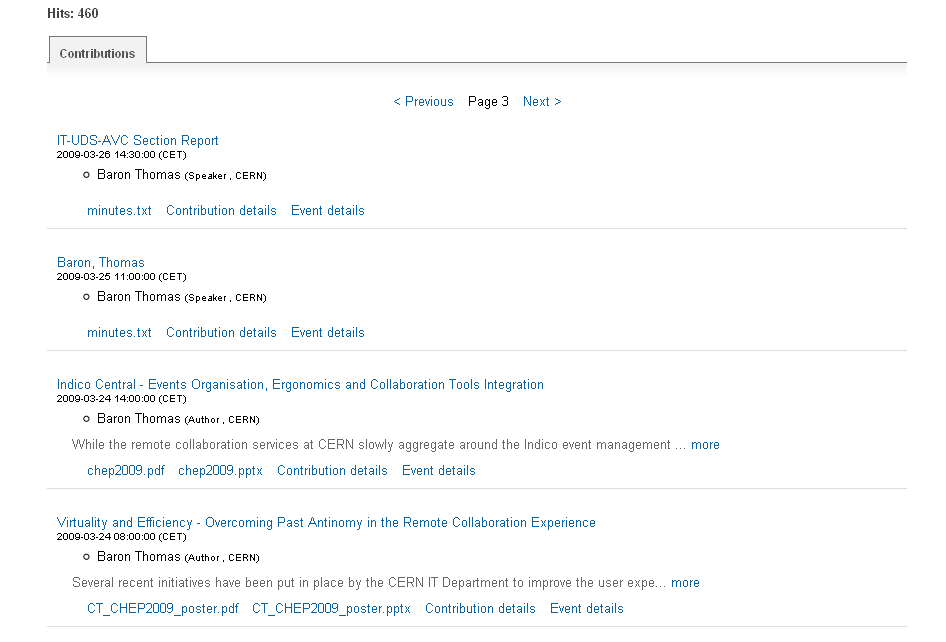 Hits: 460
Contributions
< Previous Page 3 Next >
IT-UDS-AVC Section Report
2009-03-26 14:30:00 (CET)
Baron Thomas (Speaker , CERN)
minutes.txt Contribution details Event details
Baron, Thomas
2009-03-25 11:00:00 (CET)
Baron Thomas (Speaker , CERN)
minutes.txt Contribution details Event details
Indico Central - Events Organisation, Ergonomics and Collaboration Tools Integration
2009-03-24 14:00:00 (CET)
Baron Thomas (Author , CERN)
While the remote collaboration services at CERN slowly aggregate around the Indico event management ... more
chep2009.pdf chep2009.pptx Contribution details Event details
Virtuality and Efficiency - Overcoming Past Antinomy in the Remote Collaboration Experience
2009-03-24 08:00:00 (CET)
Baron Thomas (Author , CERN)
Several recent initiatives have been put in place by the CERN IT Department to improve the user expe... more
CT_CHEP2009_poster.pdf CT_CHEP2009_poster.pptx Contribution details Event details